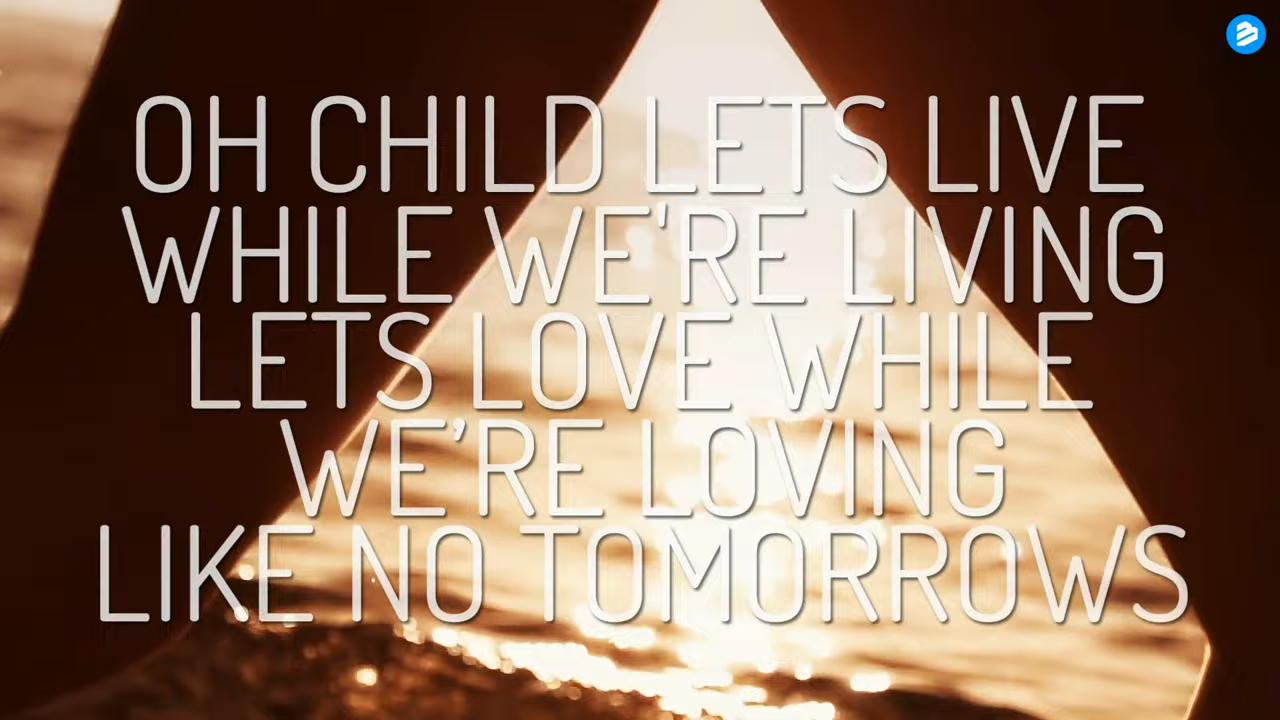 OH CHILD LETS LIVE
WHILE WE'RE LIVING
LETS LOVE WHILE
WE’RE LOVING
LIKE NO TOMORROWS